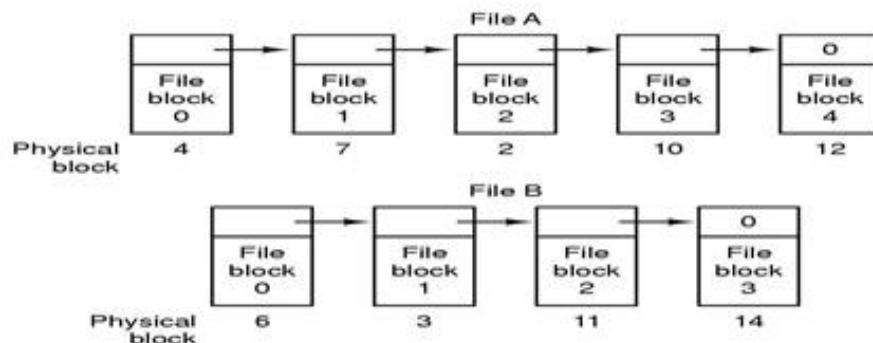 File A
0
File block 0
File block 1
File block 2
File block 3
File block 4
Physical block
4 7 2 10 12
File B
0
File block 0
File block 1
File block 2
File block 3
Physical block
6 3 11 14